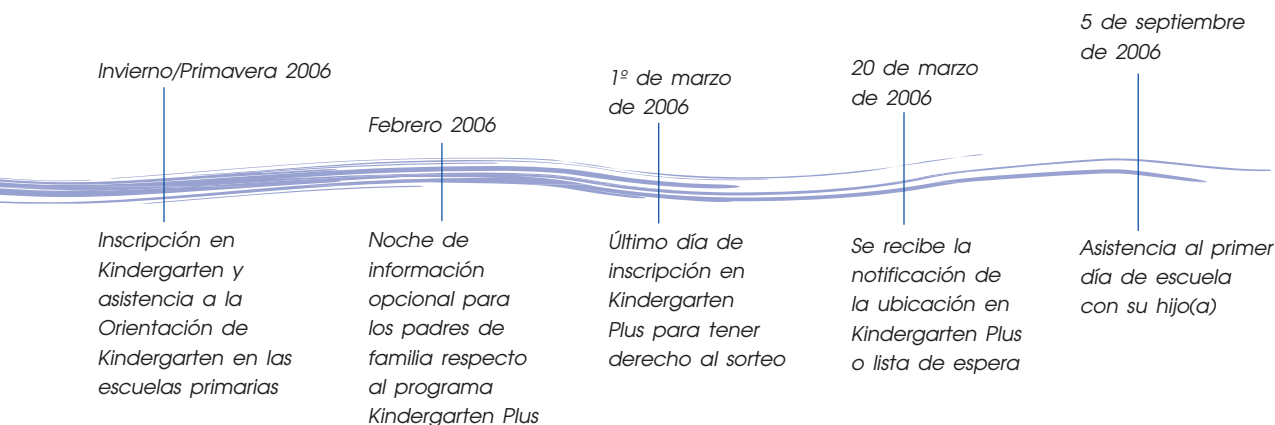 Invierno/Primavera 2006
Inscripción en
Kindergarten y
asistencia a la
Orientación de
Kindergarten en las
escuelas primarias
Febrero 2006
Noche de
información
opcional para
los padres de
familia respecto
al programa
Kindergarten Plus
1º de marzo
de 2006
Último día de
inscripción en
Kindergarten
Plus para tener
derecho al sorteo
20 de marzo
de 2006
Se recibe la
notificación de
la ubicación en
Kindergarten Plus
o lista de espera
5 de septiembre
de 2006
Asistencia al primer
día de escuela
con su hijo(a)